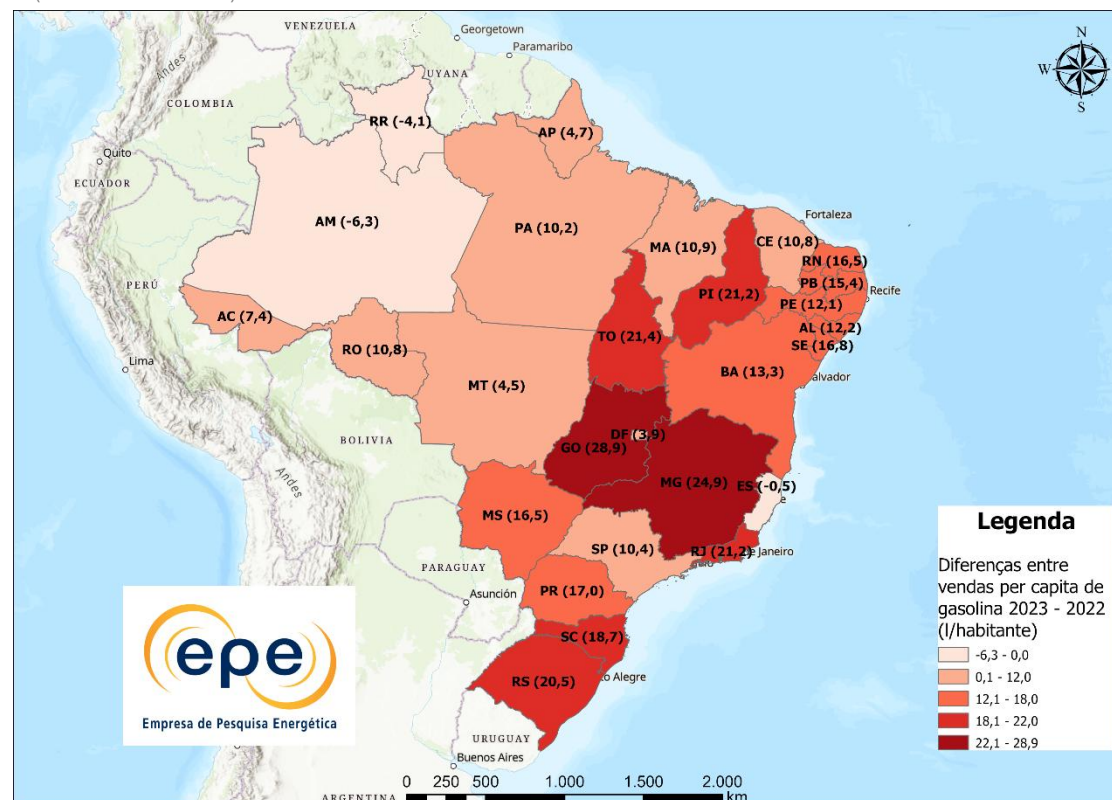 VENEZUELA
Georgetown
Paramaribo
N
W
E
S
UYANA
COLOMBIA
Andes
RR (-4,1)
AP (4,7)
Quito
ECUADOR
AM (-6,3)
PA (10,2)
MA (10,9)
CE (10,8)
Fortaleza
RN (16,5)
PB (15,4)
Recife
PE (12,1)
AL (12,2)
SE (16,8)
PI (21,2)
TO (21,4)
BA (13,3)
alvador
PERÚ
AC (7,4)
RO (10,8)
MT (4,5)
Lima
BOLIVIA
Andes
DF (3,9)
GO (28,9)
MG (24,9)
ES (-0,5)
MS (16,5)
SP (10,4)
RJ (21,2)
de Janeiro
PARAGUAY
Asunción
PR (17,0)
SC (18,7)
RS (20,5)
to Alegre
URUGUAY
Buenos Aires
ARGENTINA
epe
Empresa de Pesquisa Energética
Legenda
Diferenças entre
vendas per capita de
gasolina 2023 - 2022
(l/habitante)
-6,3 - 0,0
0,1 - 12,0
12,1 - 18,0
18,1 - 22,0
22,1 - 28,9
0 250 500 1.000 1.500 2.000
km